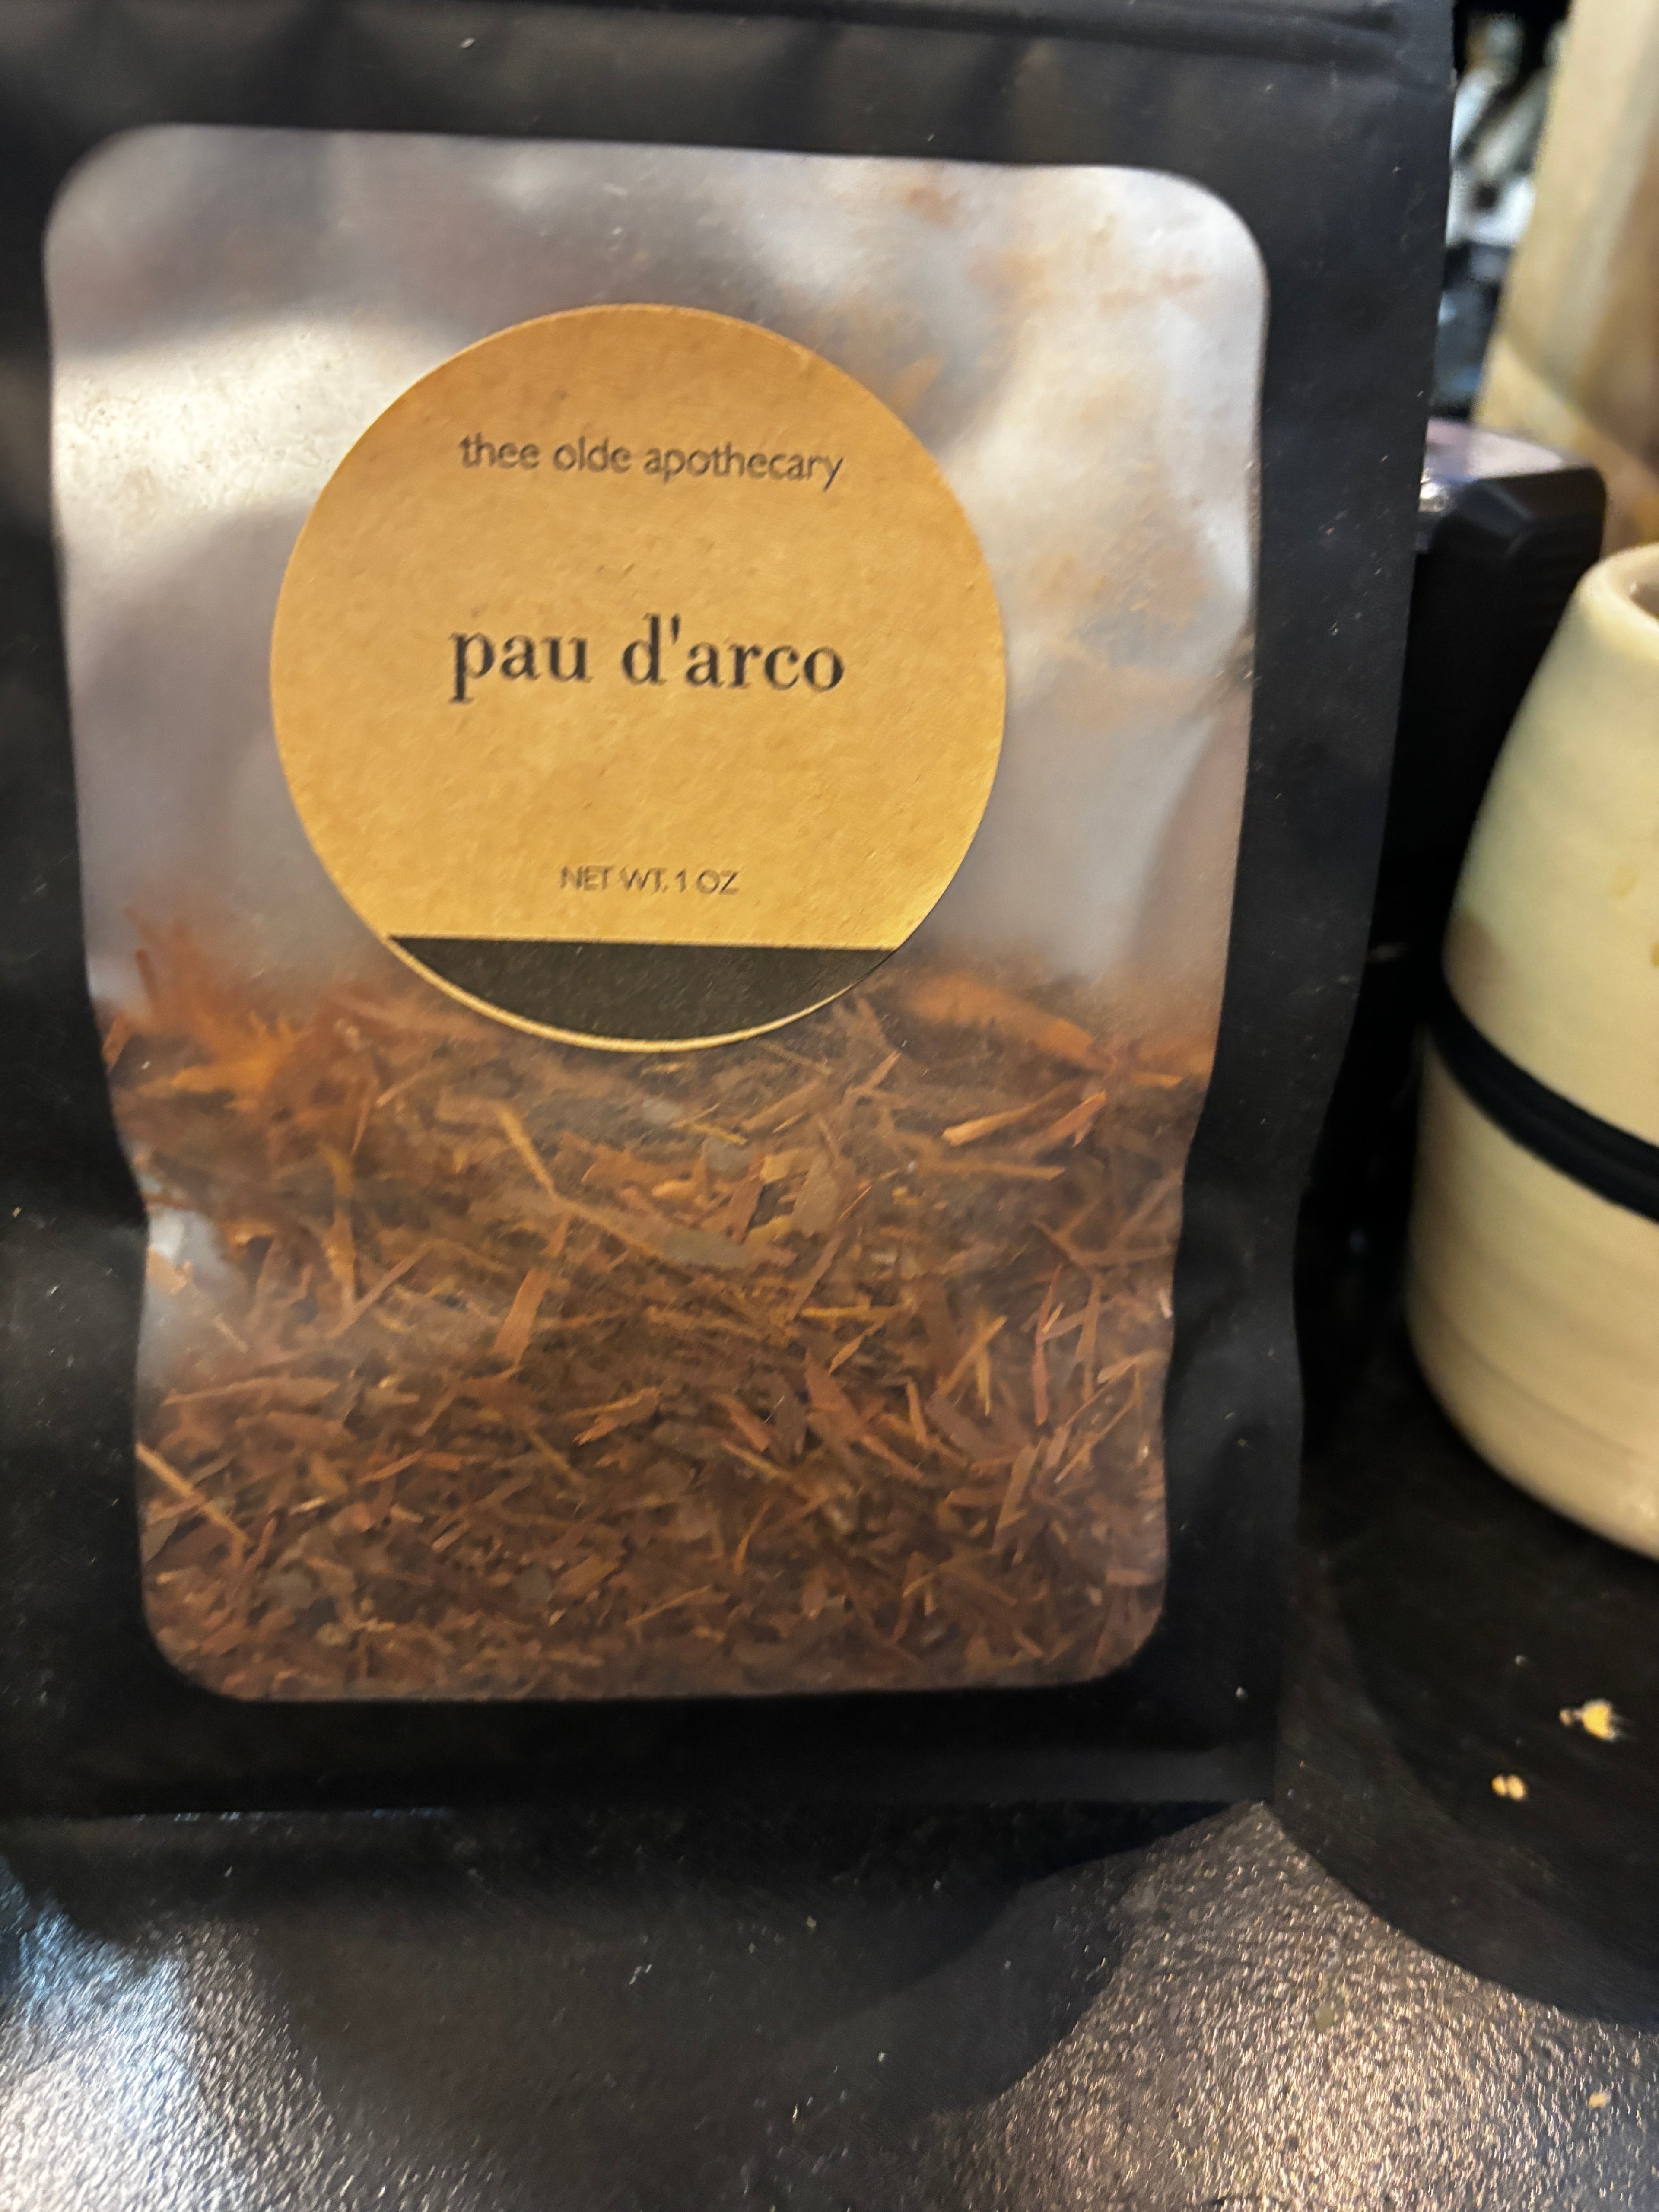 thee olde apothecary
pau d'arco
NET WT. 1 OZ